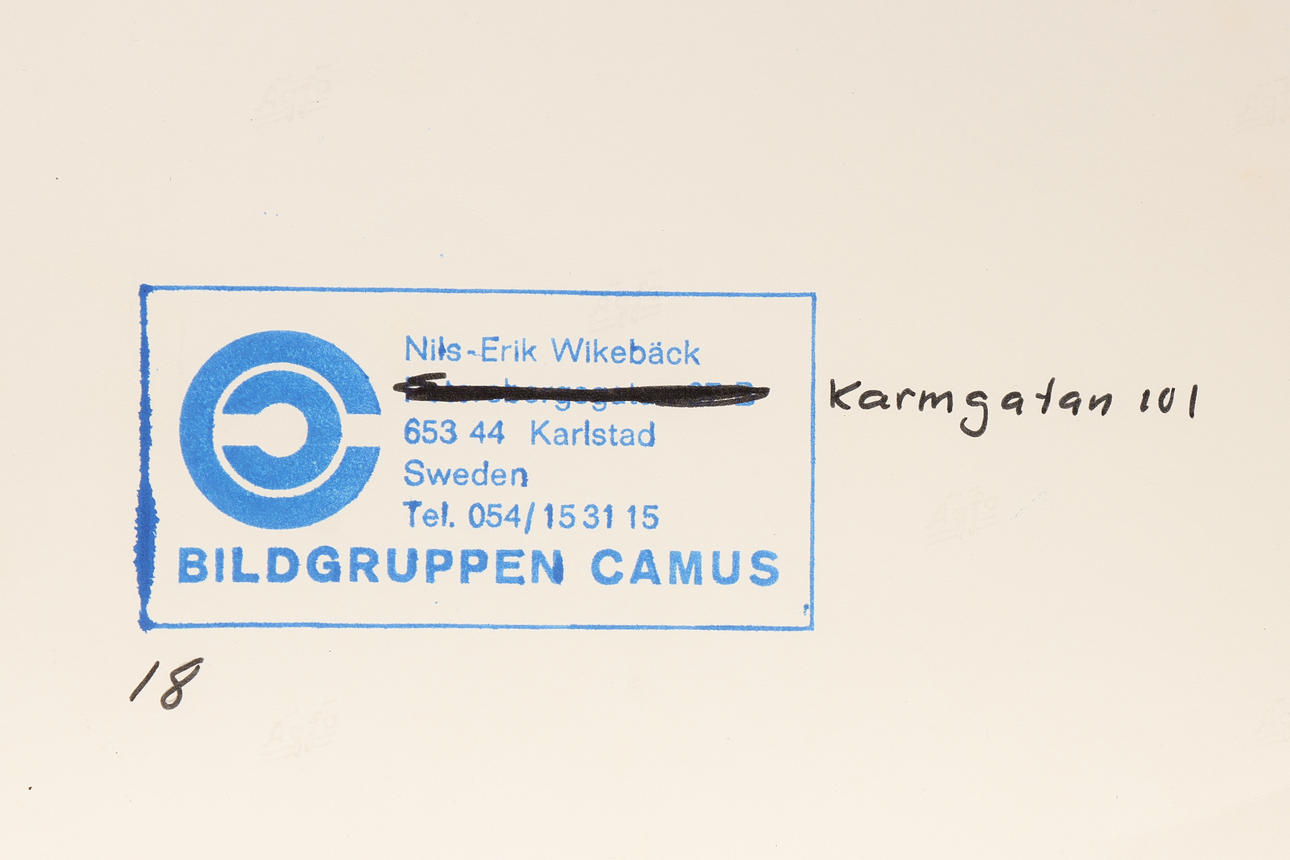 Nils-Erik Wikebäck
Karmgatan 101
653 44 Karlstad
Sweden
Tel. 054/15 31 15
BILDGRUPPEN CAMUS
18